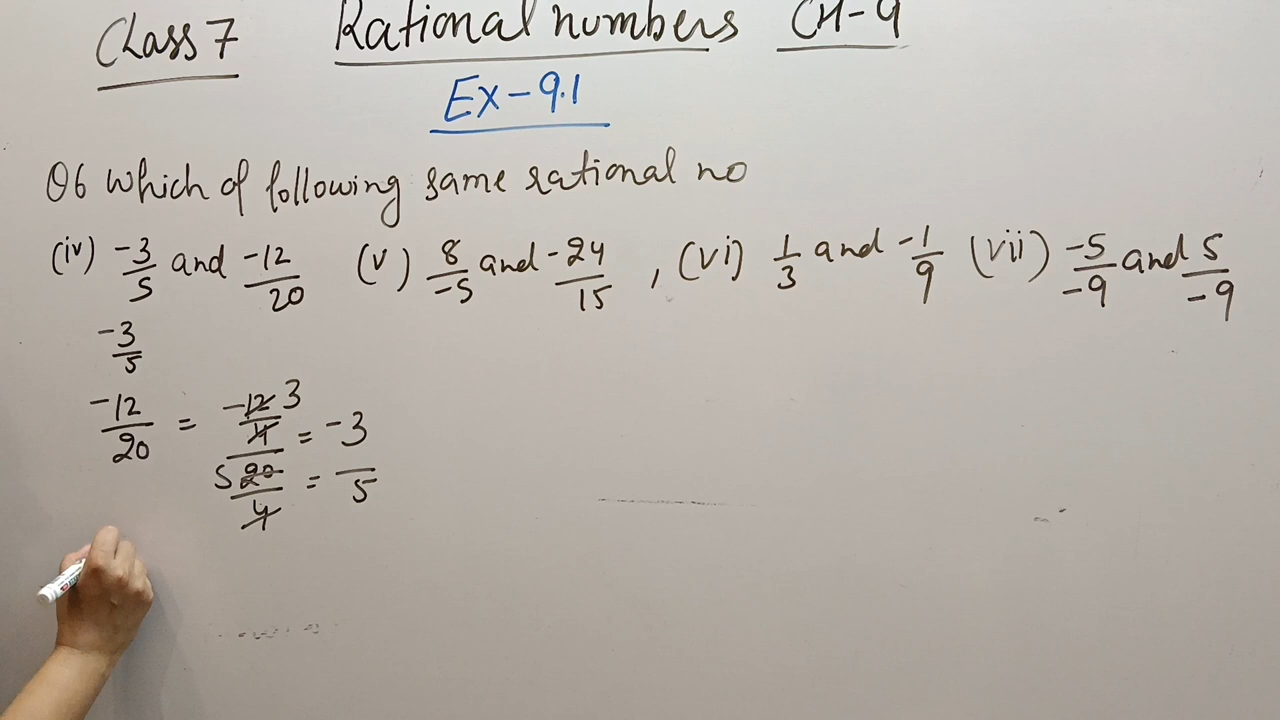 Class 7 Rational numbers CH-9
Ex-9.1
Q6 Which of following same rational no
(iv) -3/5 and -12/20 (v) 8/-5 and -24/15 , (vi) 1/3 and -1/9 (vii) -5/-9 and 5/-9
-3/5
-12/20 = -12/4 3 = -3
5 20/4 = 5